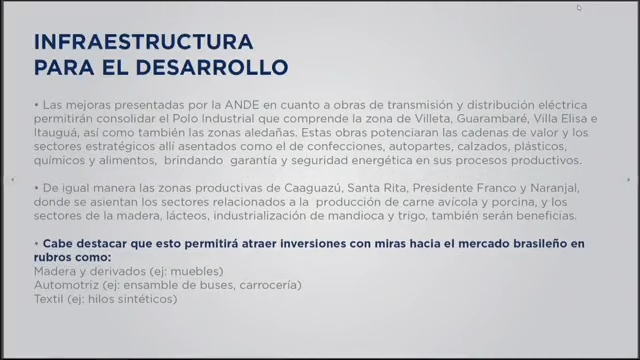 INFRAESTRUCTURA
PARA EL DESARROLLO
• Las mejoras presentadas por la ANDE en cuanto a obras de transmisión y distribución eléctrica
permitirán consolidar el Polo Industrial que comprende la zona de Villeta, Guarambaré, Villa Elisa e
Itauguá, así como también las zonas aledañas. Estas obras potenciaran las cadenas de valor y los
sectores estratégicos allí asentados como el de confecciones, autopartes, calzados, plásticos,
químicos y alimentos, brindando garantía y seguridad energética en sus procesos productivos.
• De igual manera las zonas productivas de Caaguazú, Santa Rita, Presidente Franco y Naranjal,
donde se asientan los sectores relacionados a la producción de carne avícola y porcina, y los
sectores de la madera, lácteos, industrialización de mandioca y trigo, también serán beneficias.
• Cabe destacar que esto permitirá atraer inversiones con miras hacia el mercado brasileño en
rubros como:
Madera y derivados (ej: muebles)
Automotriz (ej: ensamble de buses, carrocería)
Textil (ej: hilos sintéticos)